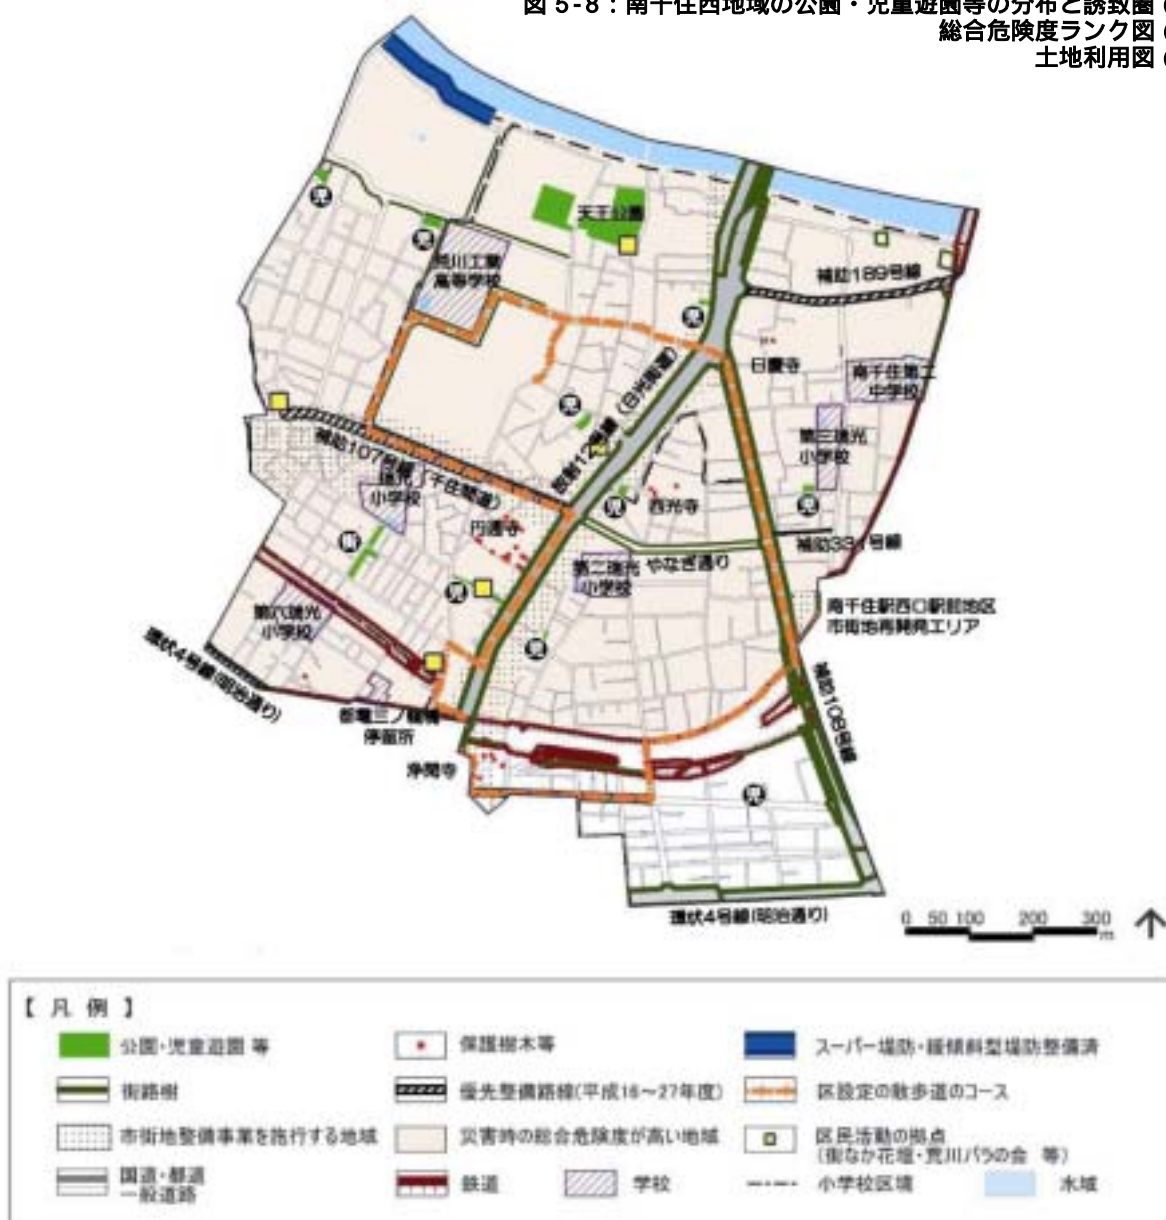 図5-8：南千住西地域の公園・児童遊園等の分布と誘致圏
総合危険度ランク図
土地利用図
児
天王公園
児
荒川工業
高等学校
補助189号線
児
日慶寺
南千住第二
中学校
児
放射12号線(日光街道)
第三瑞光
小学校
補助107号線(千住間道)
瑞光
小学校
児
西光寺
児
円通寺
街
補助331号線
やなぎ通り
第二瑞光
小学校
児
南千住駅西口駅前地区
市街地再開発エリア
第六瑞光
小学校
児
環状4号線(明治通り)
補助108号線
都電三ノ輪橋
停留所
浄閑寺
児
環状4号線(明治通り)
0 50 100 200 300
m
【 凡 例 】
公園・児童遊園 等
保護樹木等
スーパー堤防・緩傾斜型堤防整備済
街路樹
優先整備路線(平成16～27年度)
区設定の散歩道のコース
市街地整備事業を施行する地域
災害時の総合危険度が高い地域
区民活動の拠点
(街なか花壇・荒川バラの会 等)
国道・都道
一般道路
鉄道
学校
小学校区境
水域